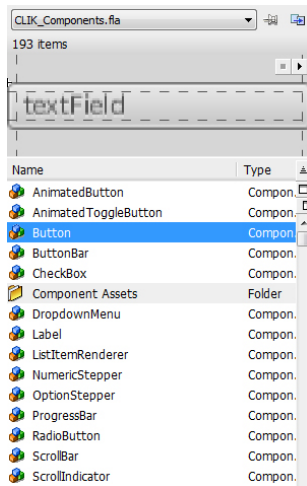 CLIK_Components.fla
193 items
textField
Name Type
AnimatedButton Compon.
AnimatedToggleButton Compon.
Button Compon.
ButtonBar Compon.
CheckBox Compon.
Component Assets Folder
DropdownMenu Compon.
Label Compon.
ListItemRenderer Compon.
NumericStepper Compon.
OptionStepper Compon.
ProgressBar Compon.
RadioButton Compon.
ScrollBar Compon.
ScrollIndicator Compon.